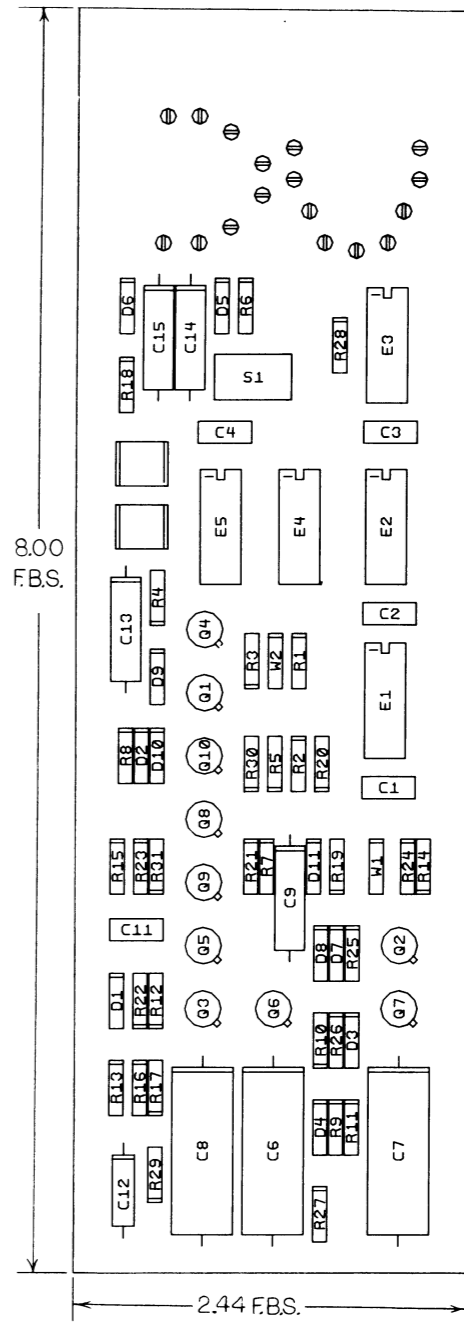 D6
C15
C14
D5
R6
R28
E3
R18
S1
C4
C3
E5
E4
E2
8.00
F.B.S.
C13
R4
Q4
C2
D9
R3
W2
R1
Q1
E1
R8
D2
D10
Q10
R30
R5
R2
R20
C1
Q8
R15
R23
R31
Q9
R21
R7
C9
D11
R19
W1
R24
R14
C11
Q5
D8
D7
R25
Q2
D1
R22
R12
Q3
Q6
R10
R26
D3
Q7
R13
R16
R17
C8
C6
D4
R9
R11
C7
C12
R29
R27
2.44 F.B.S.